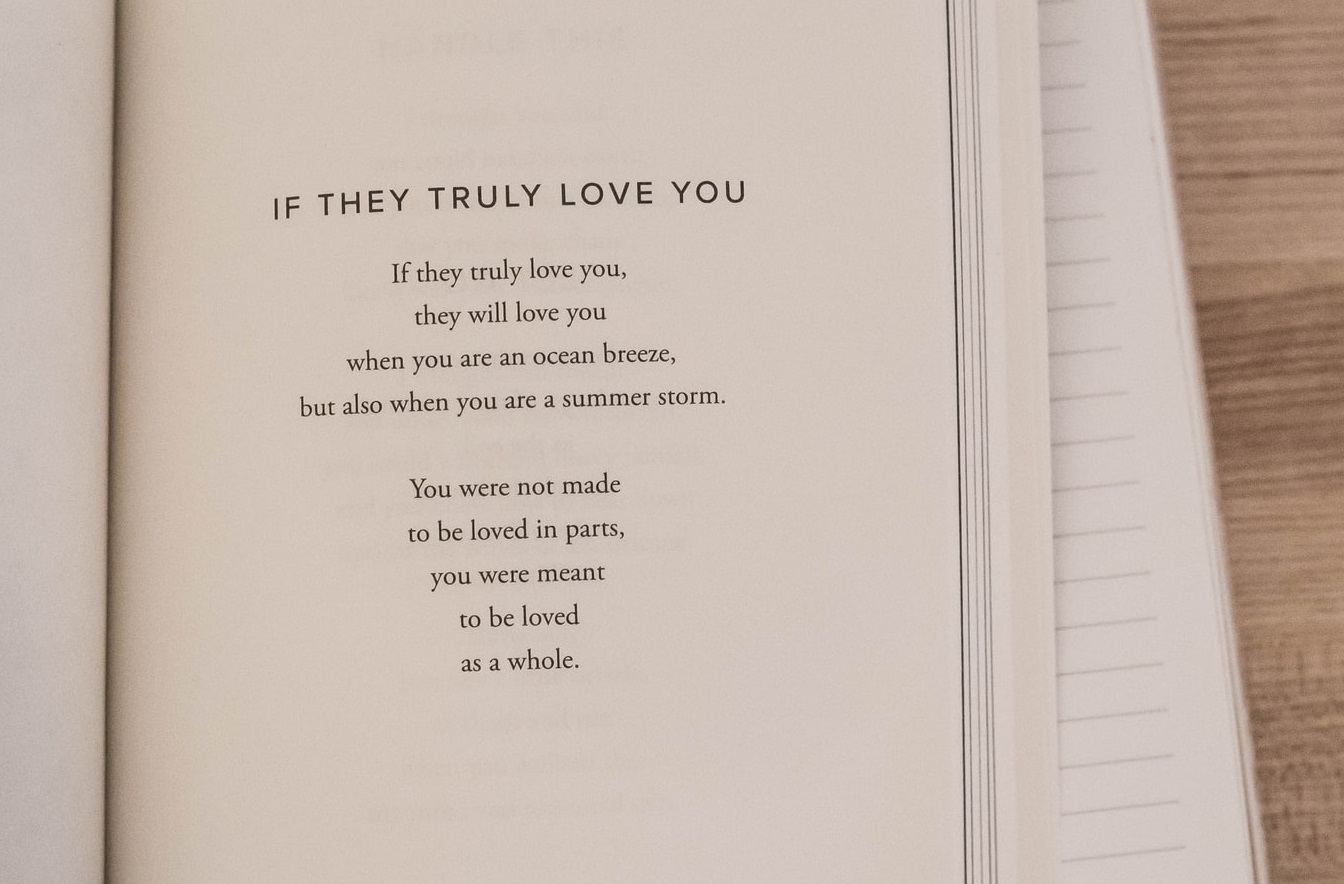 IF THEY TRULY LOVE YOU
If they truly love you,
they will love you
when you are an ocean breeze,
but also when you are a summer storm.
You were not made
to be loved in parts,
you were meant
to be loved
as a whole.